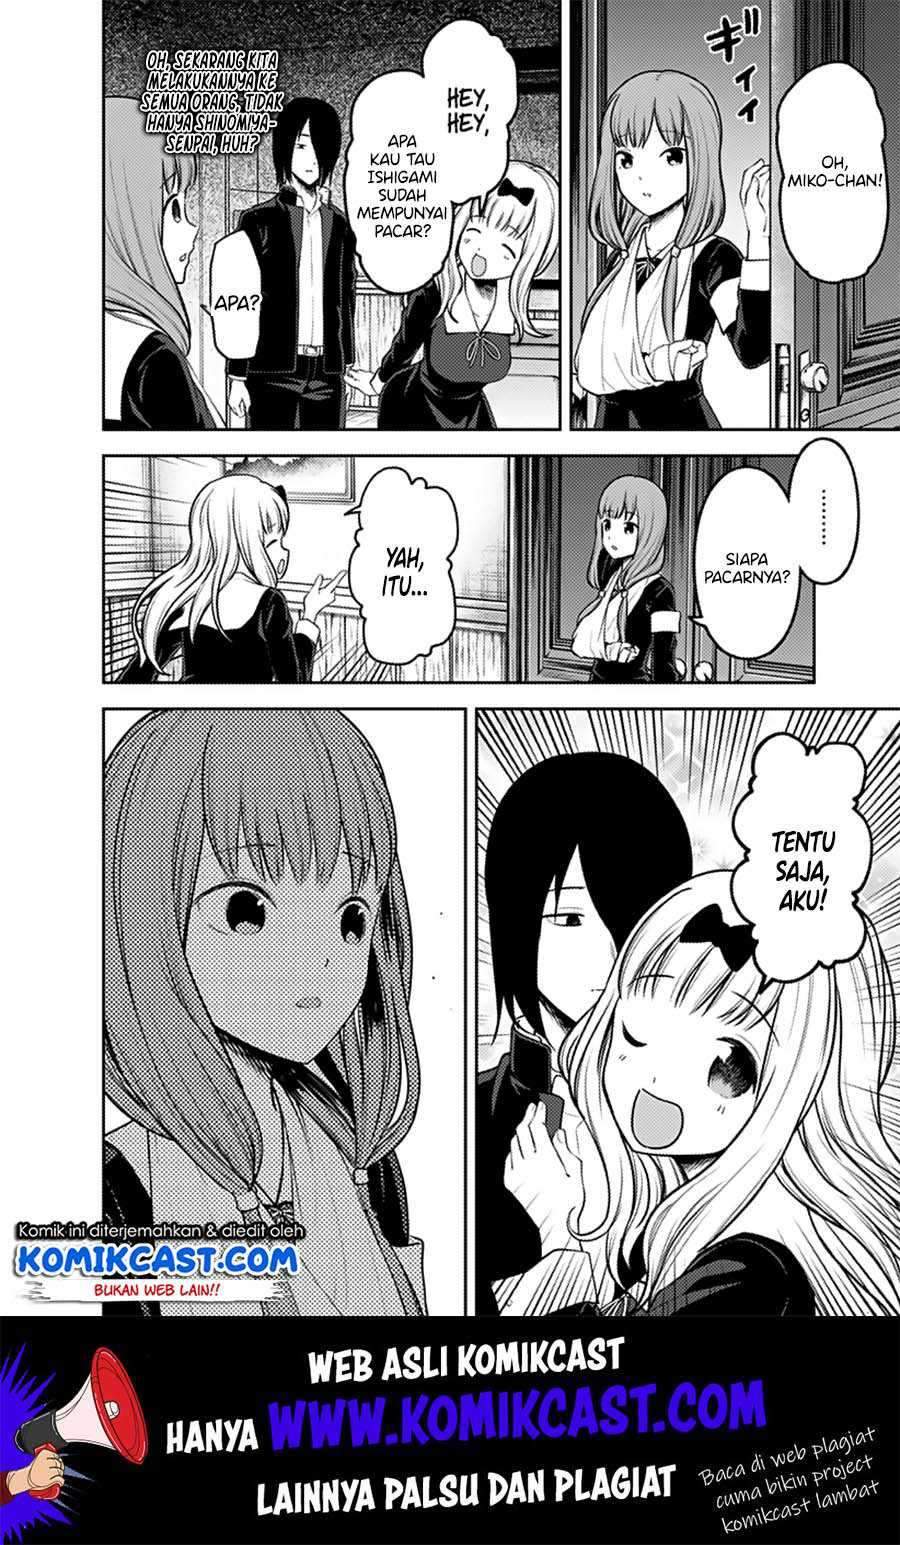 ギィィ
OH,
MIKO-CHAN!
HEY,
HEY,
APA
KAU TAU
ISHIGAMI
SUDAH
MEMPUNYAI
PACAR?
OH, SEKARANG KITA
MELAKUKANNYA KE
SEMUA ORANG, TIDAK
HANYA SHINOMIYA-
SENPAI, HUH?
APA?
..........
SIAPA
PACARNYA?
YAH,
ITU...
TENTU
SAJA,
AKU!
Komik ini diterjemahkan & diedit oleh
KOMIKCAST.COM
BUKAN WEB LAIN!!
WEB ASLI KOMIKCAST
HANYA WWW.KOMIKCAST.COM
LAINNYA PALSU DAN PLAGIAT
Baca di web plagiat
cuma bikin project
komikcast lambat